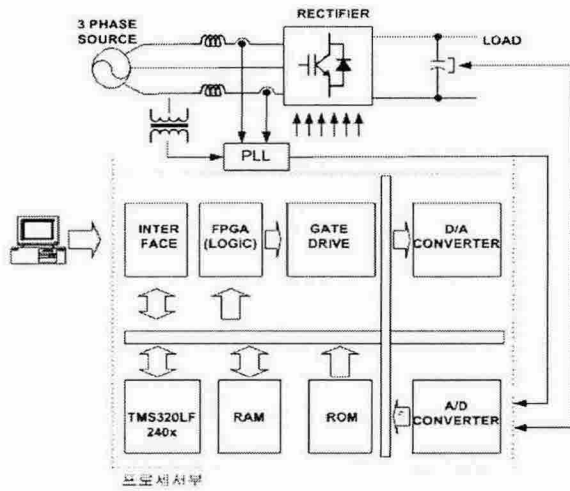 3 PHASE
SOURCE
RECTIFIER
LOAD
PLL
INTER
FACE
FPGA
(LOGIC)
GATE
DRIVE
D/A
CONVERTER
TMS320LF
240x
RAM
ROM
A/D
CONVERTER
프로세서부